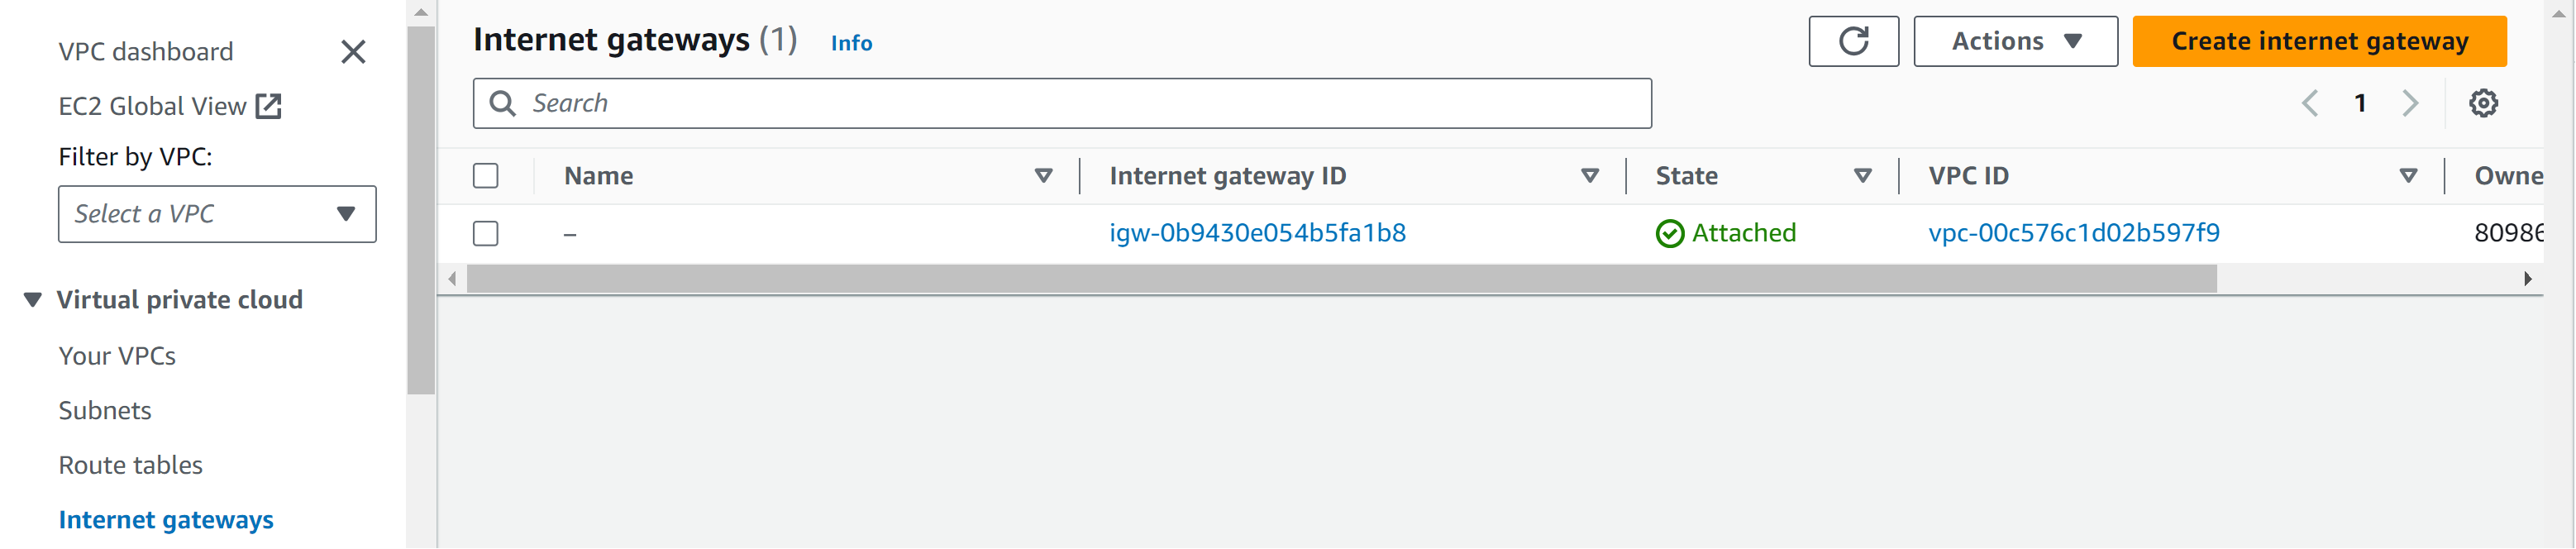 VPC dashboard
EC2 Global View
Filter by VPC:
Select a VPC
Virtual private cloud
Your VPCs
Subnets
Route tables
Internet gateways
Internet gateways (1) Info
Actions
Create internet gateway
Search
1
Name Internet gateway ID State VPC ID Owne
– igw-0b9430e054b5fa1b8 Attached vpc-00c576c1d02b597f9 80986